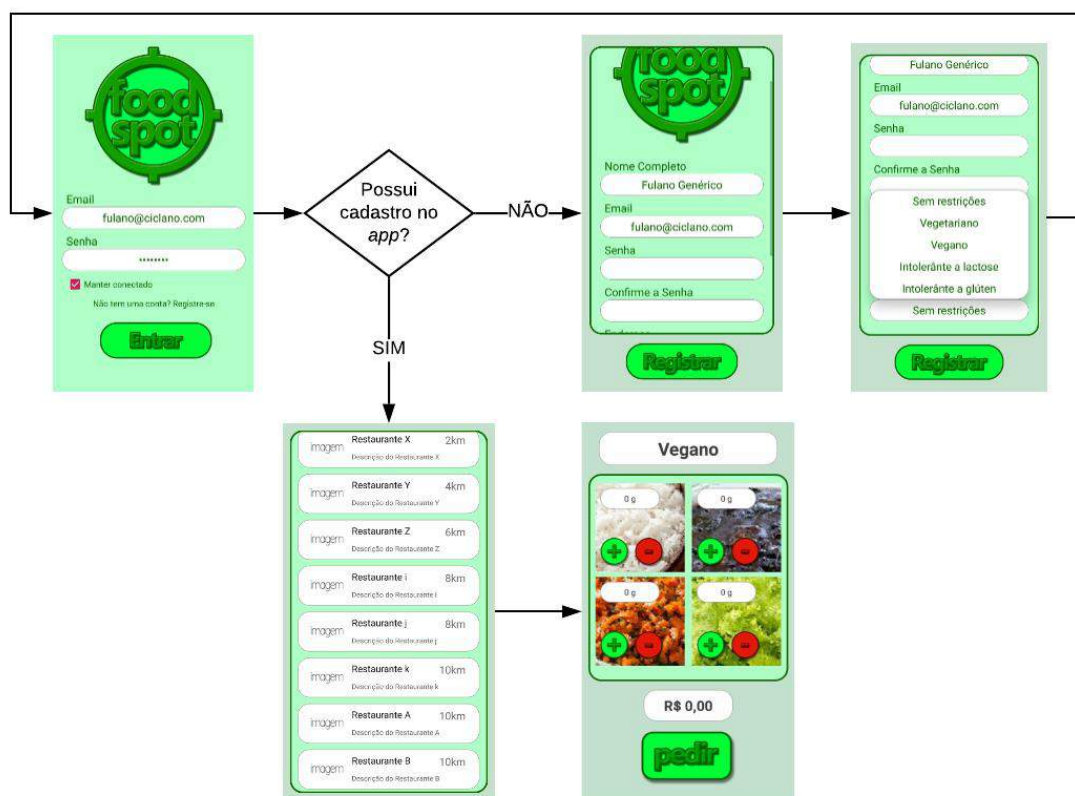 food
spot
Email
fulano@ciclano.com
Senha
••••••••
Manter conectado
Não tem uma conta? Registre-se
Entrar
Possui
cadastro no
app?
NÃO
SIM
food
spot
Nome Completo
Fulano Genérico
Email
fulano@ciclano.com
Senha
Confirme a Senha
Registrar
Fulano Genérico
Email
fulano@ciclano.com
Senha
Confirme a Senha
Sem restrições
Vegetariano
Vegano
Intolerânte a lactose
Intolerânte a glúten
Sem restrições
Registrar
imagem Restaurante X 2km
Descrição do Restaurante X
imagem Restaurante Y 4km
Descrição do Restaurante Y
imagem Restaurante Z 6km
Descrição do Restaurante Z
imagem Restaurante i 8km
Descrição do Restaurante i
imagem Restaurante j 8km
Descrição do Restaurante j
imagem Restaurante k 10km
Descrição do Restaurante k
imagem Restaurante A 10km
Descrição do Restaurante A
imagem Restaurante B 10km
Descrição do Restaurante B
Vegano
0 g 0 g
+ - + -
0 g 0 g
+ - + -
R$ 0,00
pedir